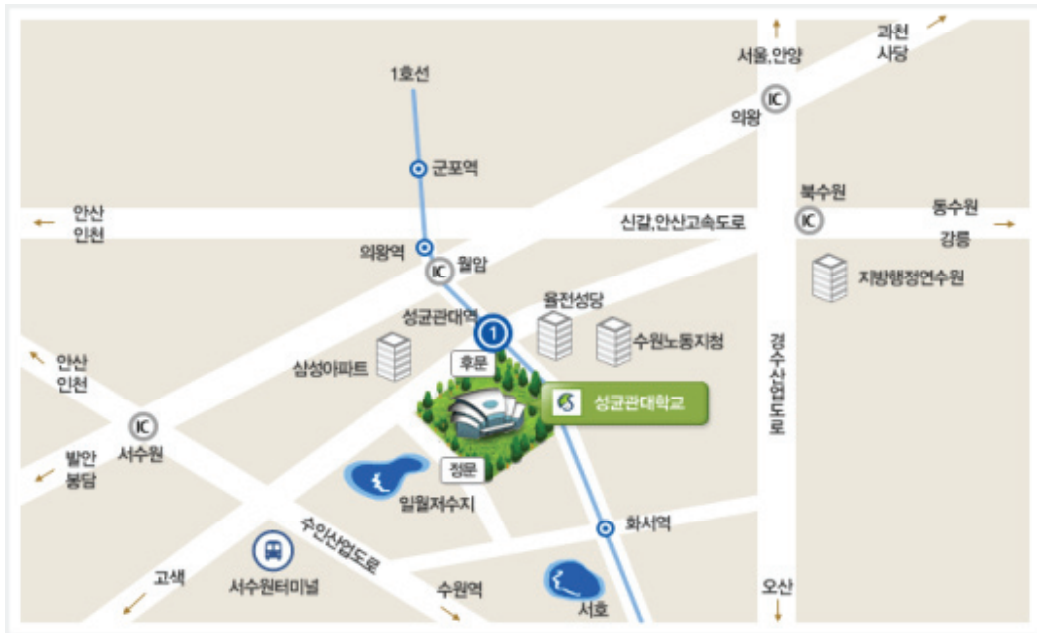 과천
사당
서울,안양
IC
의왕
1호선
군포역
북수원
IC
안산
인천
신갈,안산고속도로
동수원
강릉
의왕역
IC
월암
지방행정연수원
율전성당
성균관대역
1
수원노동지청
삼성아파트
후문
경수산업도로
안산
인천
성균관대학교
IC
서수원
발안
봉담
정문
일월저수지
수인산업도로
화서역
고색
서수원터미널
수원역
서호
오산